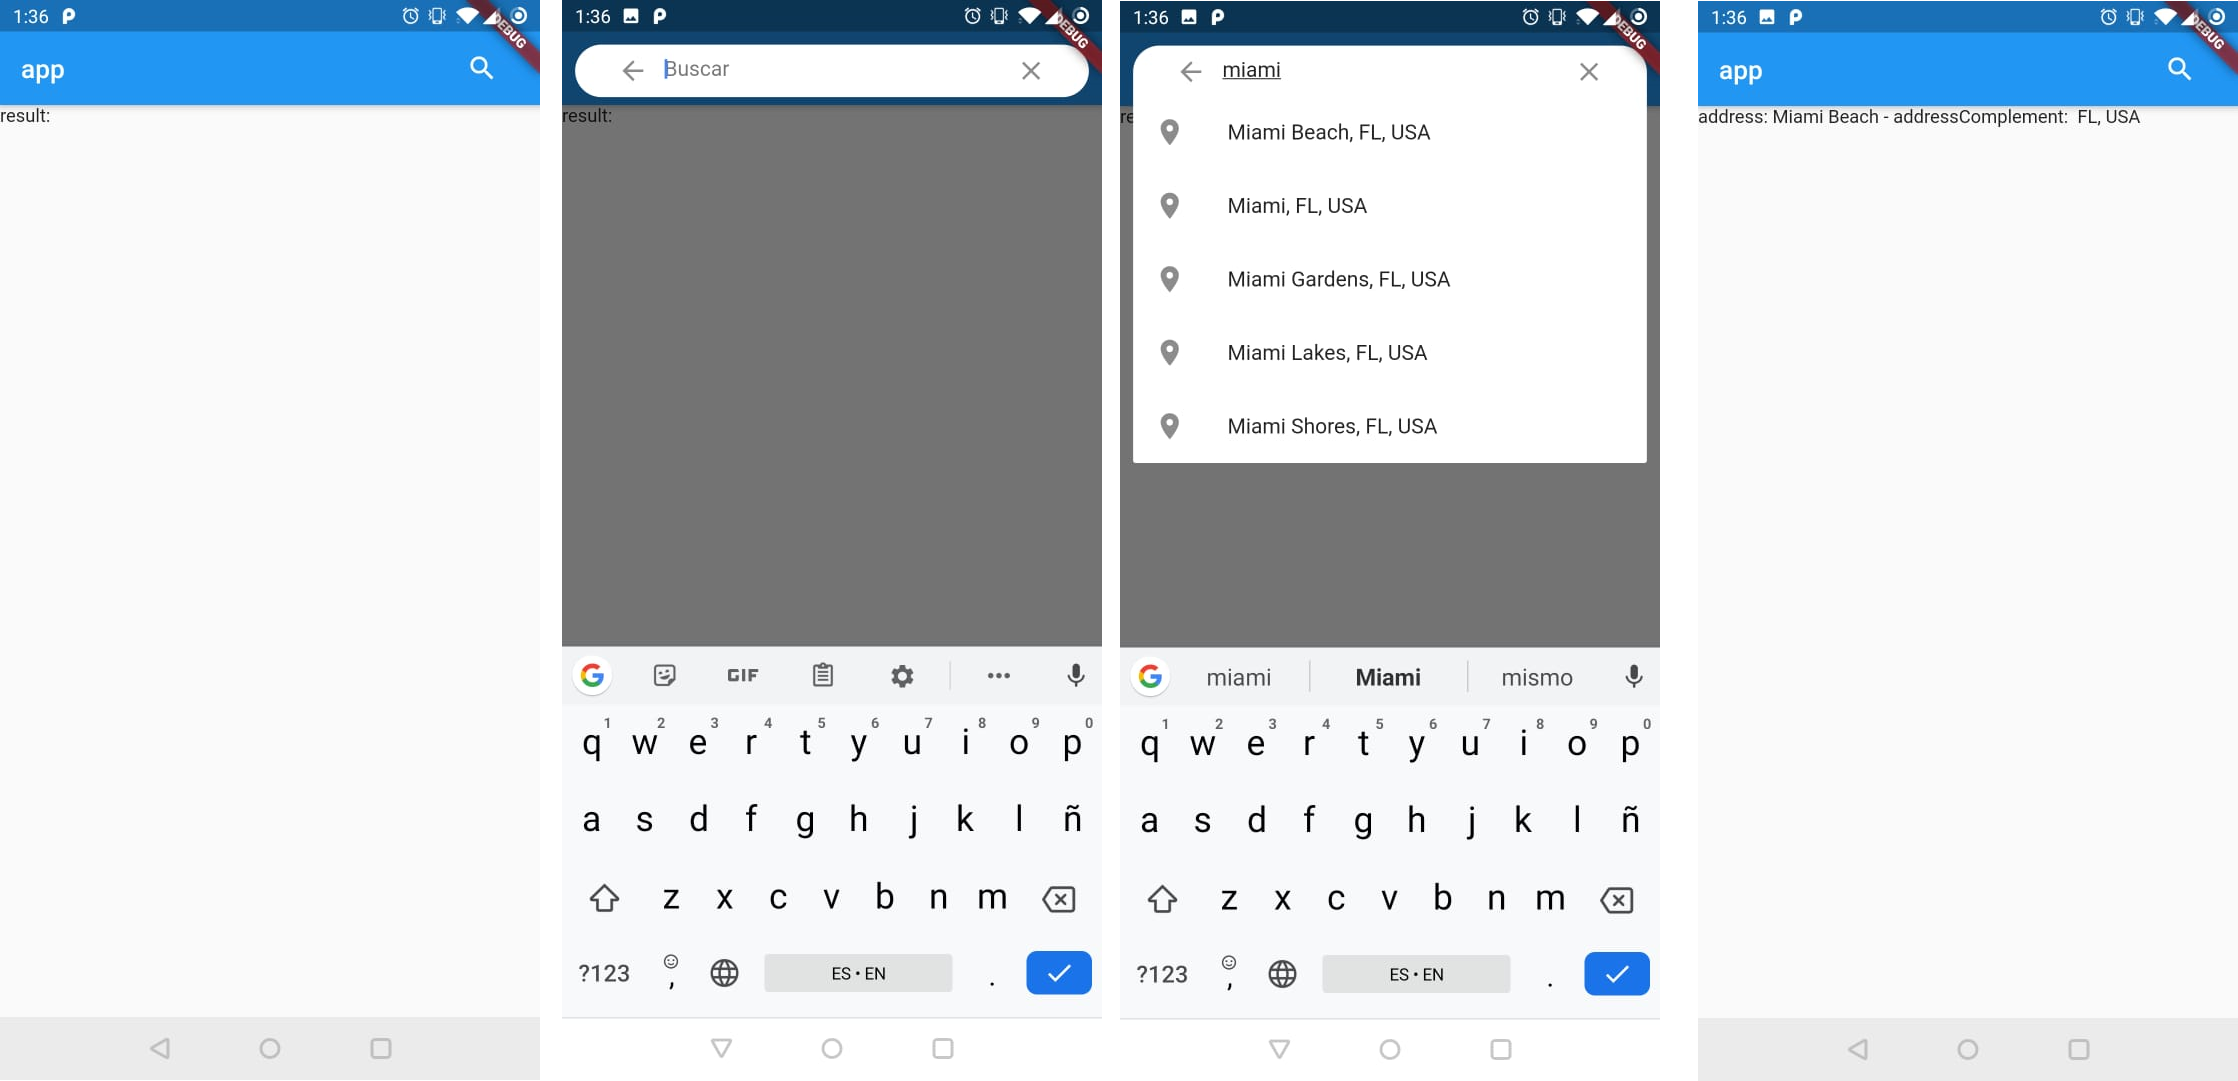 1:36
DEBUG
app
result:
1:36
DEBUG
Buscar
result:
GIF
1 2 3 4 5 6 7 8 9 0
q w e r t y u i o p
a s d f g h j k l ñ
z x c v b n m
?123 , ES • EN .
1:36
DEBUG
miami
re
Miami Beach, FL, USA
Miami, FL, USA
Miami Gardens, FL, USA
Miami Lakes, FL, USA
Miami Shores, FL, USA
miami Miami mismo
1 2 3 4 5 6 7 8 9 0
q w e r t y u i o p
a s d f g h j k l ñ
z x c v b n m
?123 , ES • EN .
1:36
DEBUG
app
address: Miami Beach - addressComplement:  FL, USA